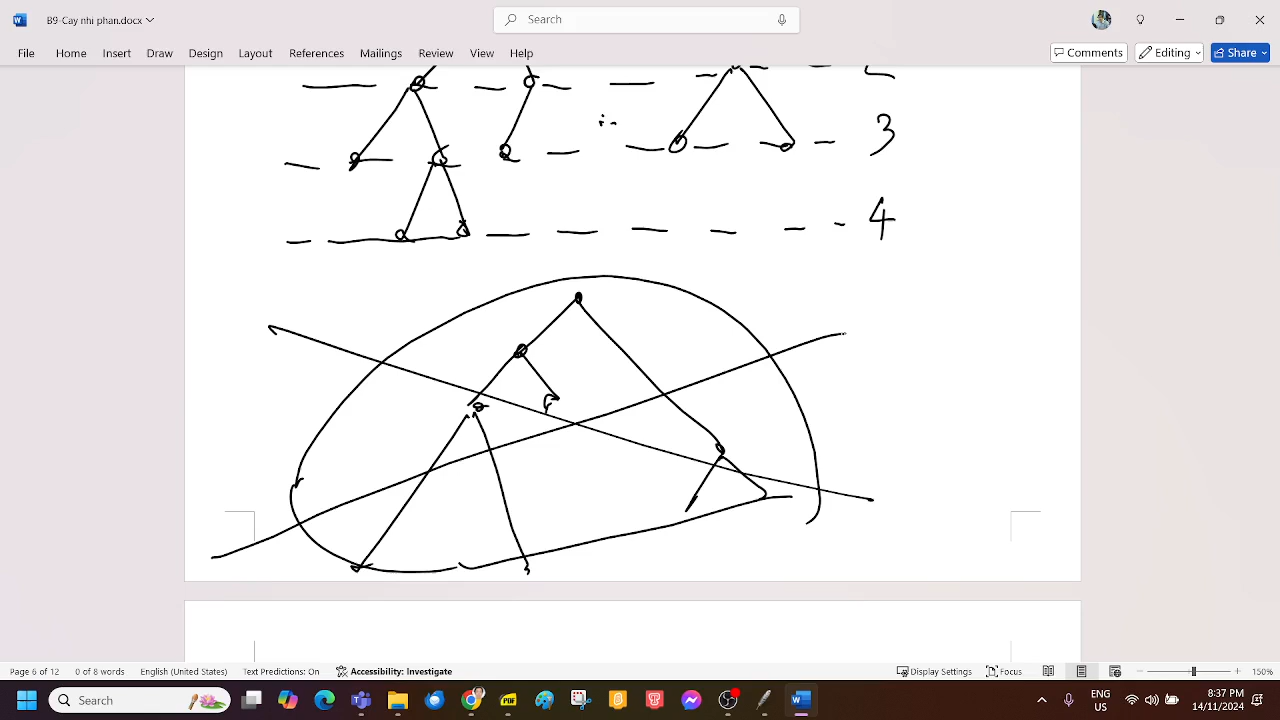 B9-Cay nhi phan.docx
Search
File Home Insert Draw Design Layout References Mailings Review View Help
Comments Editing Share
3
4
Page 6 of 12 0 of 8 words English (United States) Text Predictions: On Accessibility: Investigate Display Settings Focus 150%
Search PDF ENG US 8:37 PM 14/11/2024